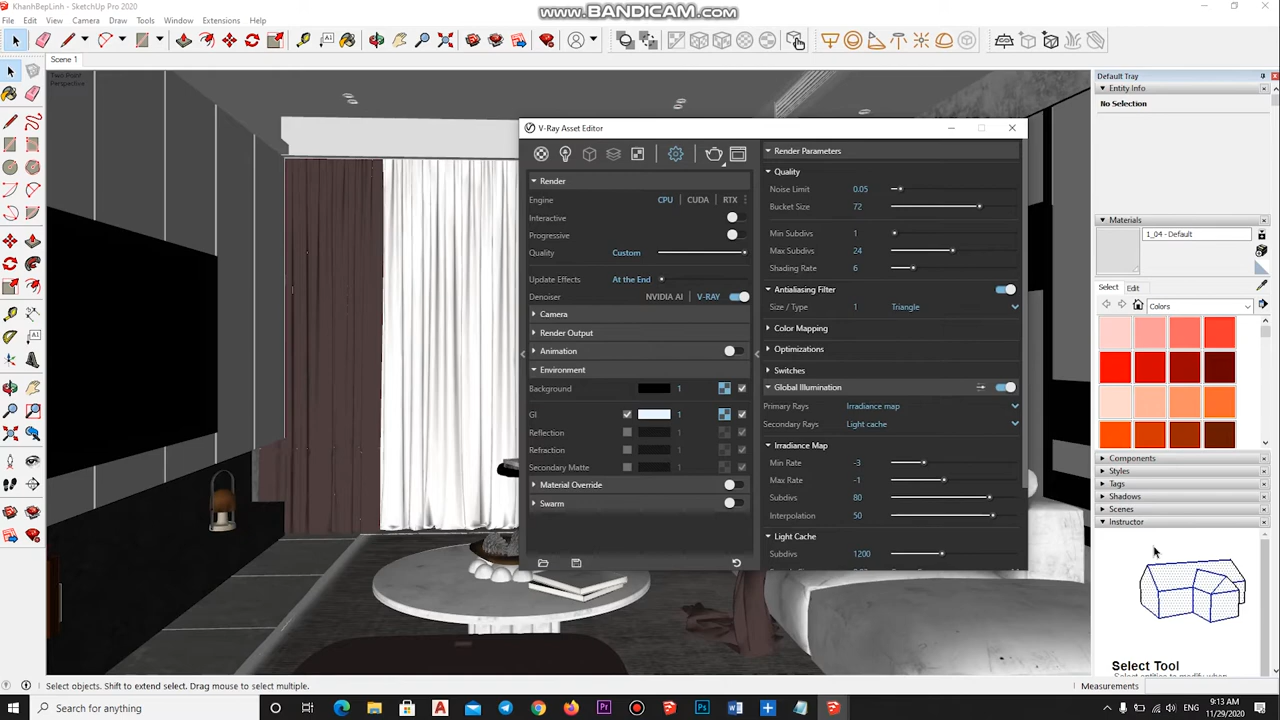 KhanhBepLinh - SketchUp Pro 2020
www.BANDICAM.com
File Edit View Camera Draw Tools Window Extensions Help
Scene 1
Two Point
Perspective
V-Ray Asset Editor
Render
Engine CPU CUDA RTX
Interactive
Progressive
Quality Custom
Update Effects At the End
Denoiser NVIDIA AI V-RAY
Camera
Render Output
Animation
Environment
Background 1
GI 1
Reflection 1
Refraction 1
Secondary Matte 1
Material Override
Swarm
Render Parameters
Quality
Noise Limit 0.05
Bucket Size 72
Min Subdivs 1
Max Subdivs 24
Shading Rate 6
Antialiasing Filter
Size / Type 1 Triangle
Color Mapping
Optimizations
Switches
Global Illumination
Primary Rays Irradiance map
Secondary Rays Light cache
Irradiance Map
Min Rate -3
Max Rate -1
Subdivs 80
Interpolation 50
Light Cache
Subdivs 1200
Default Tray
Entity Info
No Selection
Materials
1_04 - Default
Select Edit
Colors
Components
Styles
Tags
Shadows
Scenes
Instructor
Select Tool
Select objects. Shift to extend select. Drag mouse to select multiple.
Measurements
Search for anything
9:13 AM
11/29/2020